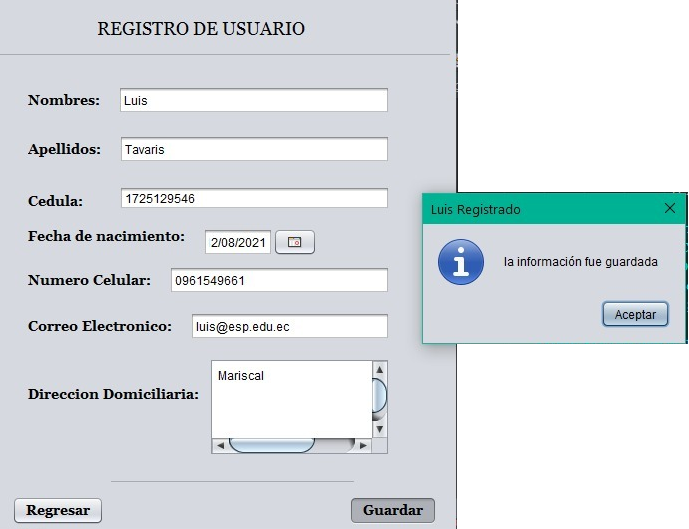 REGISTRO DE USUARIO
Nombres: Luis
Apellidos: Tavaris
Cedula: 1725129546
Fecha de nacimiento: 2/08/2021
Numero Celular: 0961549661
Correo Electronico: luis@esp.edu.ec
Direccion Domiciliaria: Mariscal
Regresar Guardar
Luis Registrado
la información fue guardada
Aceptar